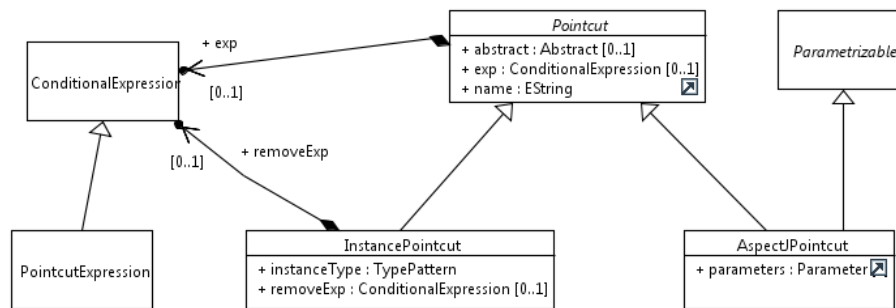 Pointcut
+ abstract : Abstract [0..1]
+ exp : ConditionalExpression [0..1]
+ name : EString
Parametrizable
+ exp
[0..1]
ConditionalExpression
+ removeExp
[0..1]
PointcutExpression
InstancePointcut
+ instanceType : TypePattern
+ removeExp : ConditionalExpression [0..1]
AspectJPointcut
+ parameters : Parameter